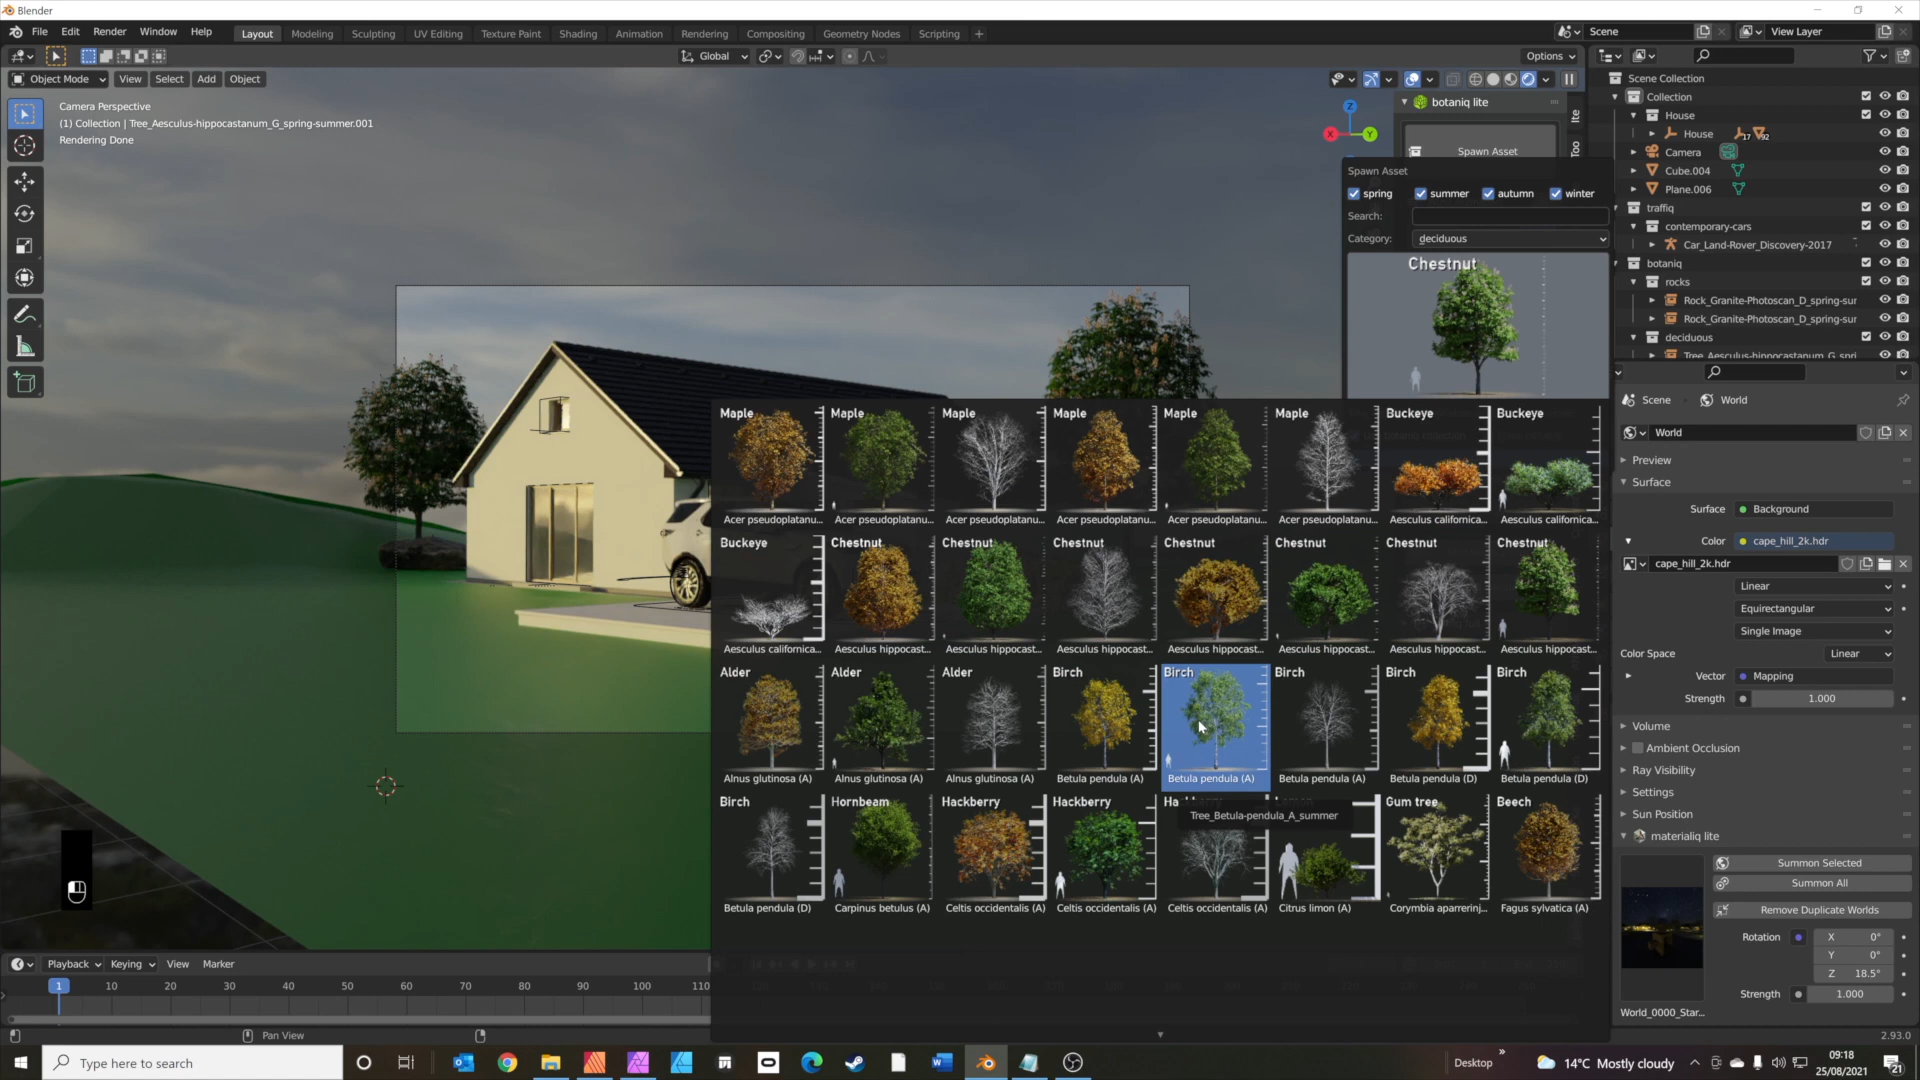 Blender
File Edit Render Window Help
Layout Modeling Sculpting UV Editing Texture Paint Shading Animation Rendering Compositing Geometry Nodes Scripting +
Scene
View Layer
Global
Options
Object Mode View Select Add Object
Camera Perspective
(1) Collection | Tree_Aesculus-hippocastanum_G_spring-summer.001
Rendering Done
Z
X Y
botaniq lite
Spawn Asset
Spawn Asset
spring summer autumn winter
Search:
Category: deciduous
Chestnut
Scene Collection
Collection
House
House 17 92
Camera
Cube.004
Plane.006
traffiq
contemporary-cars
Car_Land-Rover_Discovery-2017
botaniq
rocks
Rock_Granite-Photoscan_D_spring-sur
Rock_Granite-Photoscan_D_spring-sur
deciduous
Tree_Aesculus-hippocastanum_G_spri
Maple Maple Maple Maple Maple Maple Buckeye Buckeye
Acer pseudoplatanu... Acer pseudoplatanu... Acer pseudoplatanu... Acer pseudoplatanu... Acer pseudoplatanu... Acer pseudoplatanu... Aesculus californica... Aesculus californica...
Buckeye Chestnut Chestnut Chestnut Chestnut Chestnut Chestnut Chestnut
Aesculus californica... Aesculus hippocast... Aesculus hippocast... Aesculus hippocast... Aesculus hippocast... Aesculus hippocast... Aesculus hippocast... Aesculus hippocast...
Alder Alder Alder Birch Birch Birch Birch Birch
Alnus glutinosa (A) Alnus glutinosa (A) Alnus glutinosa (A) Betula pendula (A) Betula pendula (A) Betula pendula (A) Betula pendula (D) Betula pendula (D)
Birch Hornbeam Hackberry Hackberry Gum tree Beech
Tree_Betula-pendula_A_summer
Betula pendula (D) Carpinus betulus (A) Celtis occidentalis (A) Celtis occidentalis (A) Celtis occidentalis (A) Citrus limon (A) Corymbia aparrerinj... Fagus sylvatica (A)
Scene World
World
Preview
Surface
Surface Background
Color cape_hill_2k.hdr
cape_hill_2k.hdr
Linear
Equirectangular
Single Image
Color Space Linear
Vector Mapping
Strength 1.000
Volume
Ambient Occlusion
Ray Visibility
Settings
Sun Position
materialiq lite
Summon Selected
Summon All
Remove Duplicate Worlds
Rotation X 0°
Y 0°
Z 18.5°
Strength 1.000
World_0000_Star...
Playback Keying View Marker
1 10 20 30 40 50 60 70 80 90 100 110
Pan View
2.93.0
Type here to search
Desktop
14°C Mostly cloudy
09:18
25/08/2021
21